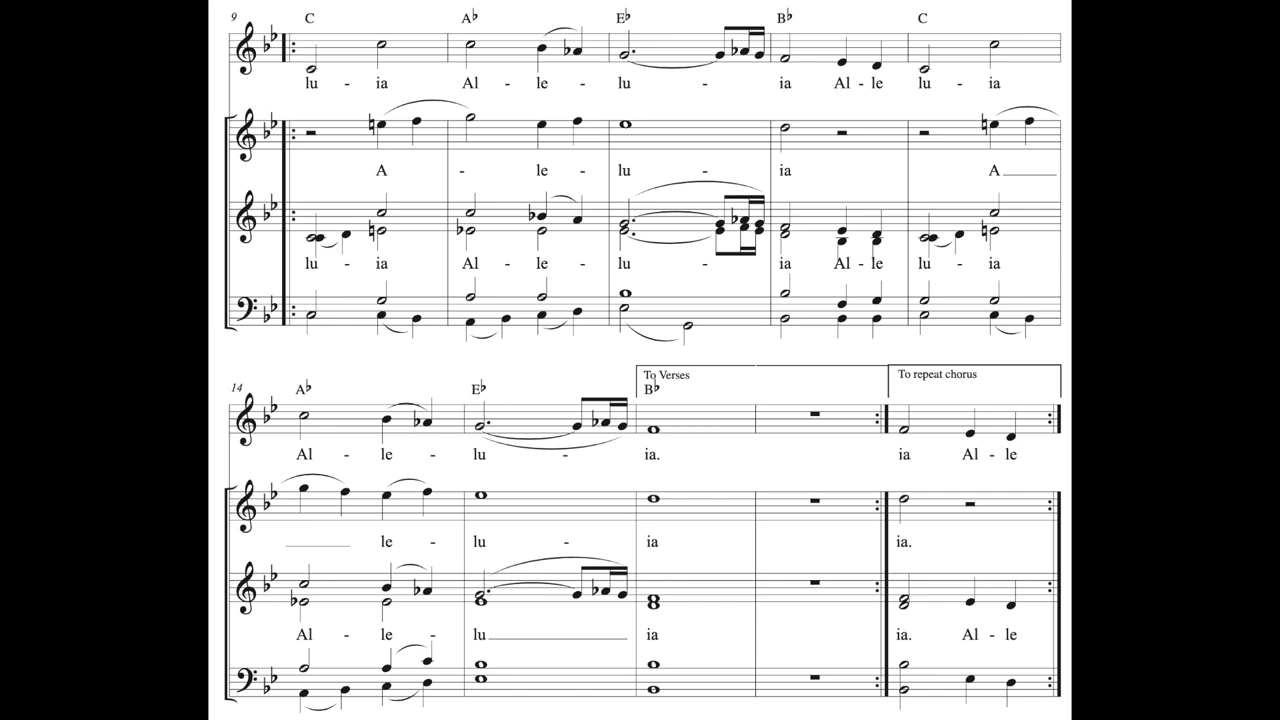 9 C A♭ E♭ B♭ C
lu - ia Al - le - lu - ia Al - le lu - ia
A - le - lu - ia A
lu - ia Al - le - lu - ia Al - le lu - ia
To Verses To repeat chorus
14 A♭ E♭ B♭
Al - le - lu - ia. ia Al - le
le - lu - ia ia.
Al - le - lu ia ia. Al - le